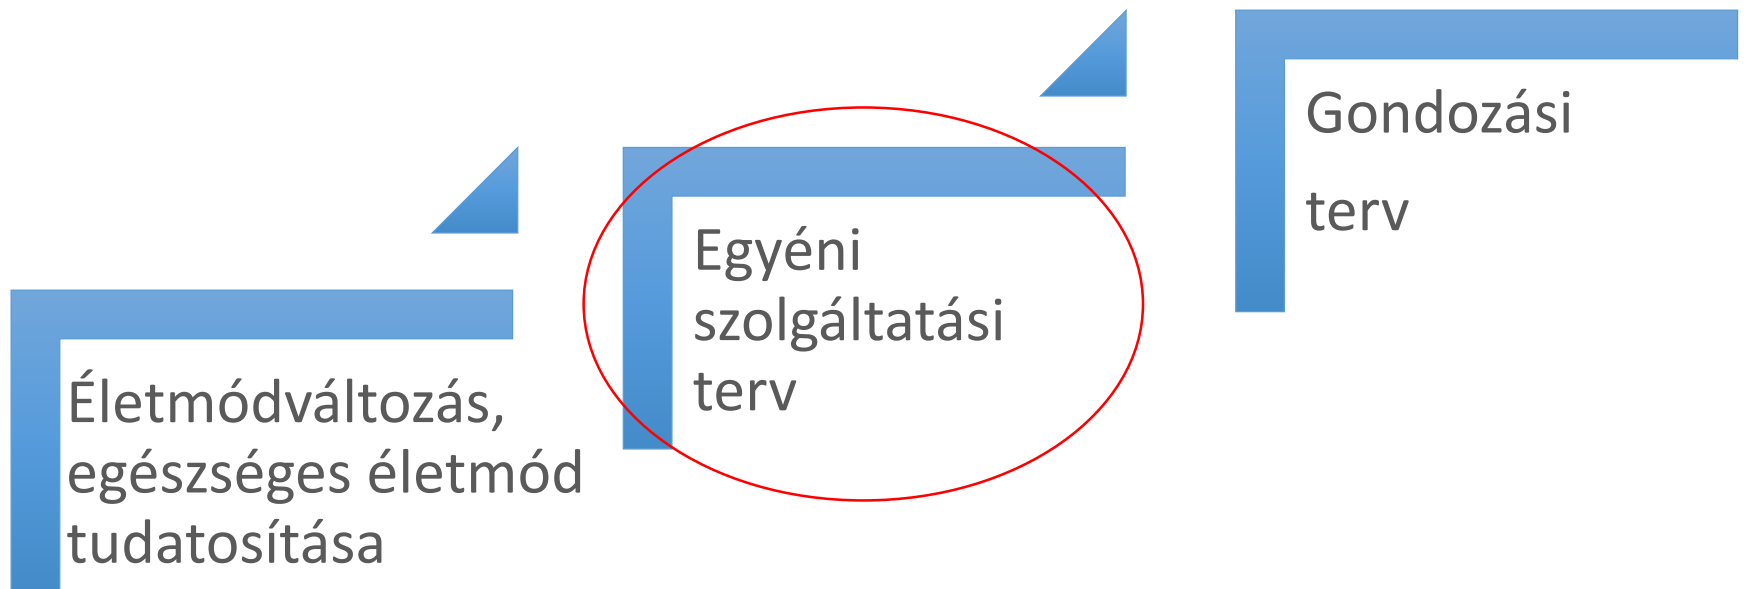 Életmódváltozás,
egészséges életmód
tudatosítása
Egyéni
szolgáltatási
terv
Gondozási
terv